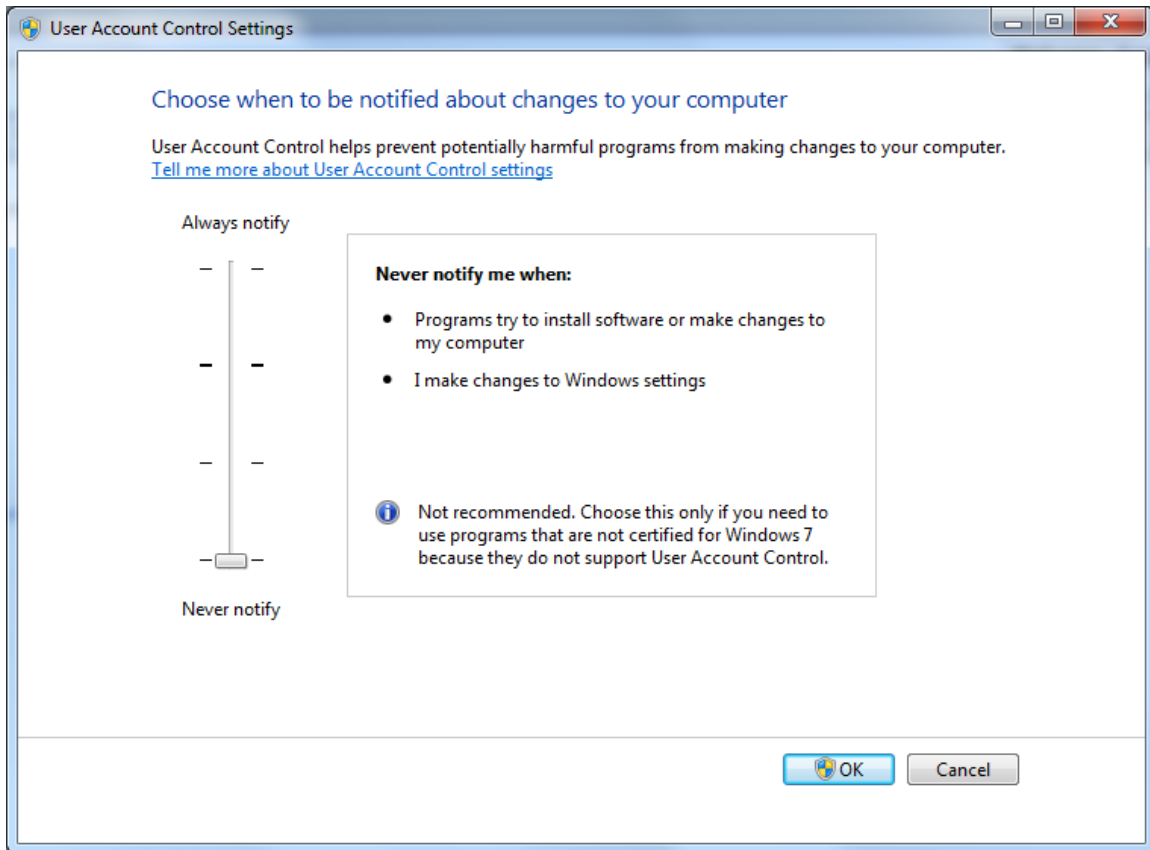 User Account Control Settings
Choose when to be notified about changes to your computer
User Account Control helps prevent potentially harmful programs from making changes to your computer.
Tell me more about User Account Control settings
Always notify
Never notify me when:
Programs try to install software or make changes to
my computer
I make changes to Windows settings
Not recommended. Choose this only if you need to
use programs that are not certified for Windows 7
because they do not support User Account Control.
Never notify
OK
Cancel